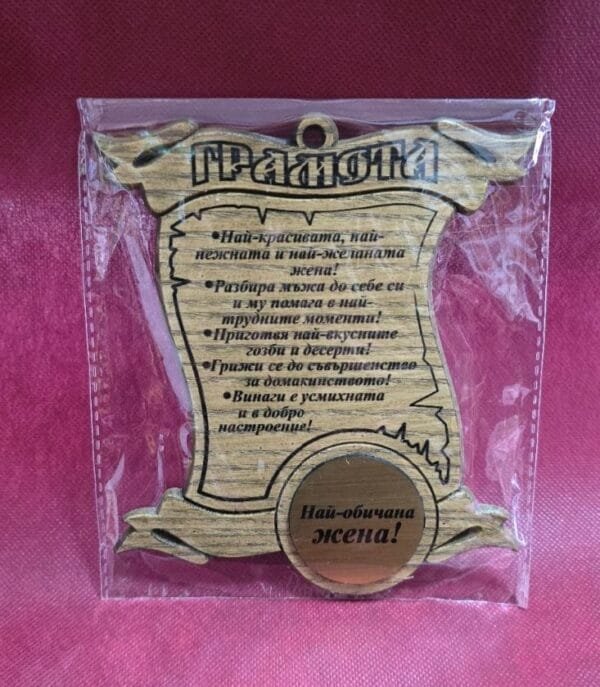 ГРАМОТА
•Най-красивата, най-
нежната и най-желаната
жена!
•Разбира мъжа до себе си
и му помага в най-
трудните моменти!
•Приготвя най-вкусните
гозби и десерти!
•Грижи се до съвършенство
за домакинството!
•Винаги е усмихната
и в добро
настроение!
Най-обичана
жена!